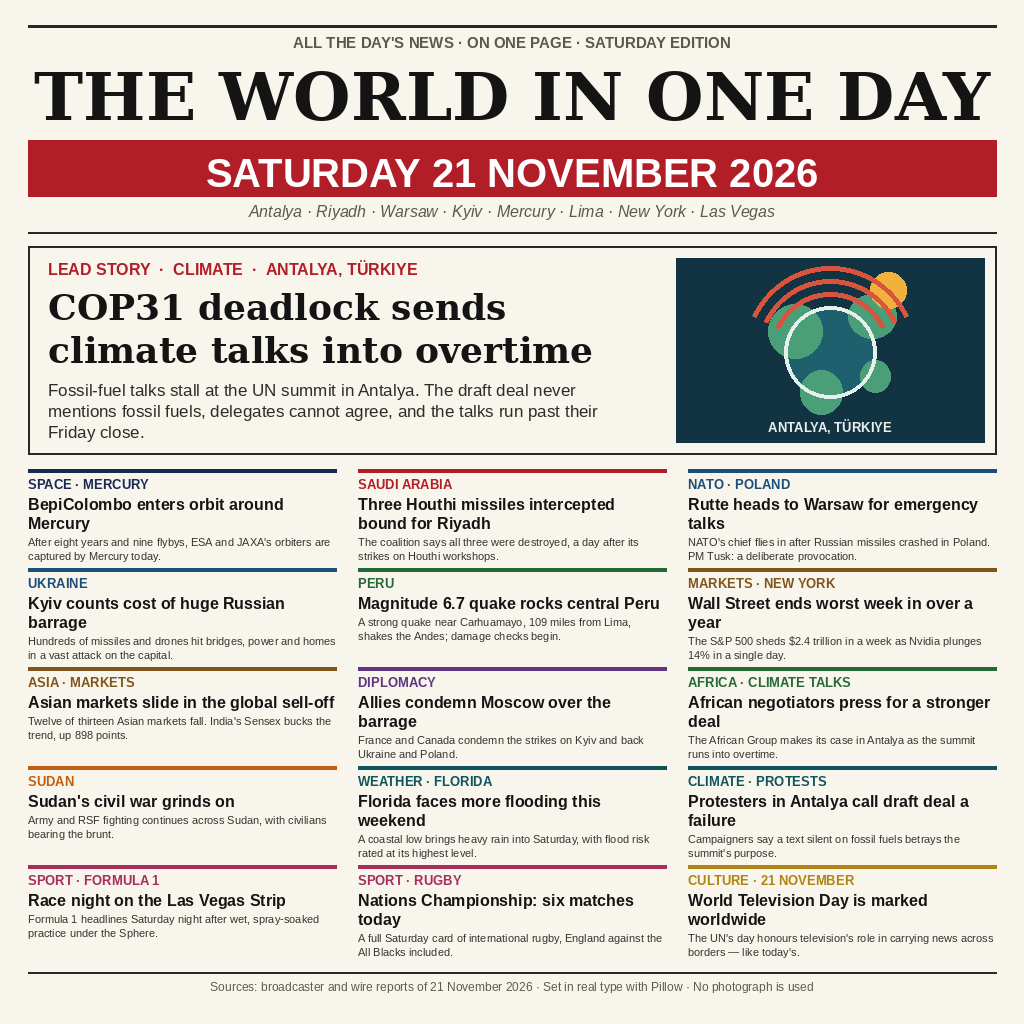 ALL THE DAY'S NEWS · ON ONE PAGE · SATURDAY EDITION
THE WORLD IN ONE DAY
SATURDAY 21 NOVEMBER 2026
Antalya · Riyadh · Warsaw · Kyiv · Mercury · Lima · New York · Las Vegas
LEAD STORY · CLIMATE · ANTALYA, TÜRKIYE
COP31 deadlock sends
climate talks into overtime
Fossil-fuel talks stall at the UN summit in Antalya. The draft deal never
mentions fossil fuels, delegates cannot agree, and the talks run past their
Friday close.
ANTALYA, TÜRKIYE
SPACE · MERCURY
BepiColombo enters orbit around
Mercury
After eight years and nine flybys, ESA and JAXA's orbiters are
captured by Mercury today.
SAUDI ARABIA
Three Houthi missiles intercepted
bound for Riyadh
The coalition says all three were destroyed, a day after its
strikes on Houthi workshops.
NATO · POLAND
Rutte heads to Warsaw for emergency
talks
NATO's chief flies in after Russian missiles crashed in Poland.
PM Tusk: a deliberate provocation.
UKRAINE
Kyiv counts cost of huge Russian
barrage
Hundreds of missiles and drones hit bridges, power and homes
in a vast attack on the capital.
PERU
Magnitude 6.7 quake rocks central Peru
A strong quake near Carhuamayo, 109 miles from Lima,
shakes the Andes; damage checks begin.
MARKETS · NEW YORK
Wall Street ends worst week in over a
year
The S&P 500 sheds $2.4 trillion in a week as Nvidia plunges
14% in a single day.
ASIA · MARKETS
Asian markets slide in the global sell-off
Twelve of thirteen Asian markets fall. India's Sensex bucks the
trend, up 898 points.
DIPLOMACY
Allies condemn Moscow over the
barrage
France and Canada condemn the strikes on Kyiv and back
Ukraine and Poland.
AFRICA · CLIMATE TALKS
African negotiators press for a stronger
deal
The African Group makes its case in Antalya as the summit
runs into overtime.
SUDAN
Sudan's civil war grinds on
Army and RSF fighting continues across Sudan, with civilians
bearing the brunt.
WEATHER · FLORIDA
Florida faces more flooding this
weekend
A coastal low brings heavy rain into Saturday, with flood risk
rated at its highest level.
CLIMATE · PROTESTS
Protesters in Antalya call draft deal a
failure
Campaigners say a text silent on fossil fuels betrays the
summit's purpose.
SPORT · FORMULA 1
Race night on the Las Vegas Strip
Formula 1 headlines Saturday night after wet, spray-soaked
practice under the Sphere.
SPORT · RUGBY
Nations Championship: six matches
today
A full Saturday card of international rugby, England against the
All Blacks included.
CULTURE · 21 NOVEMBER
World Television Day is marked
worldwide
The UN's day honours television's role in carrying news across
borders — like today's.
Sources: broadcaster and wire reports of 21 November 2026 · Set in real type with Pillow · No photograph is used